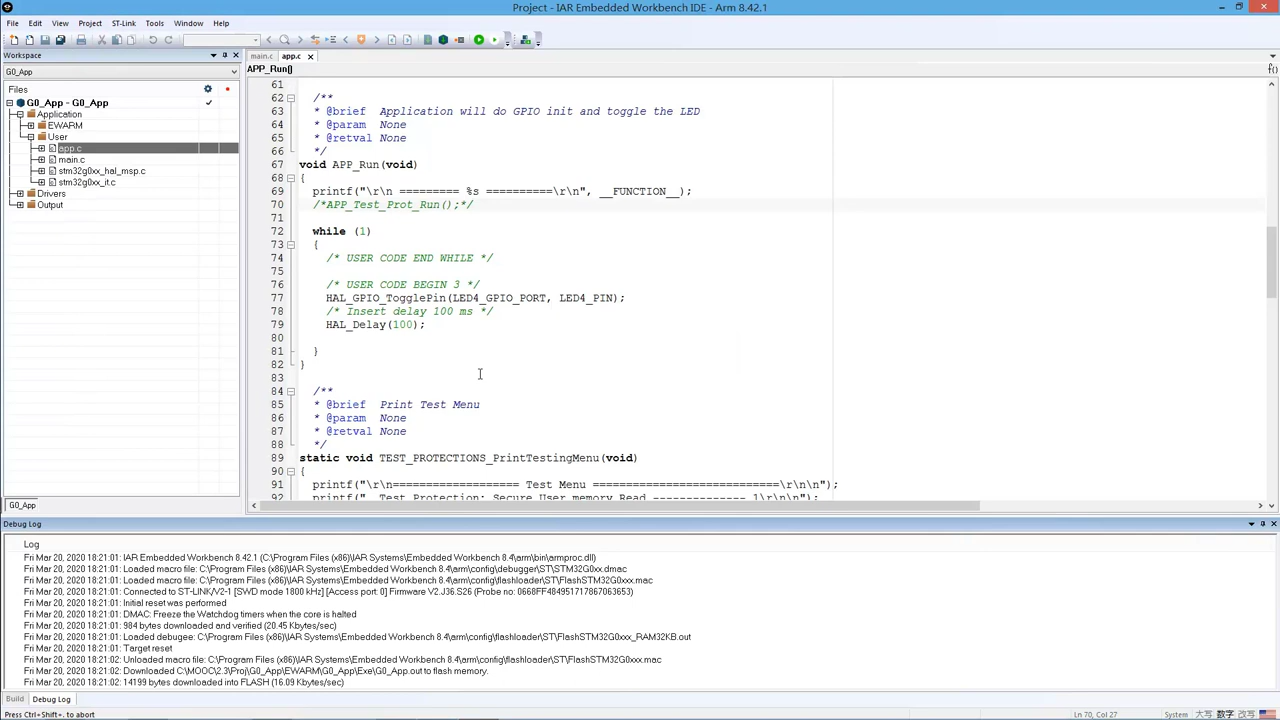 Project - IAR Embedded Workbench IDE - Arm 8.42.1
File Edit View Project ST-Link Tools Window Help
Workspace
main.c app.c
G0_App
APP_Run()
f()
Files
G0_App - G0_App
Application
EWARM
User
app.c
main.c
stm32g0xx_hal_msp.c
stm32g0xx_it.c
Drivers
Output
G0_App
61
62 /**
63 * @brief Application will do GPIO init and toggle the LED
64 * @param None
65 * @retval None
66 */
67 void APP_Run(void)
68 {
69 printf("\r\n ========= %s ==========\r\n", __FUNCTION__);
70 /*APP_Test_Prot_Run();*/
71
72 while (1)
73 {
74 /* USER CODE END WHILE */
75
76 /* USER CODE BEGIN 3 */
77 HAL_GPIO_TogglePin(LED4_GPIO_PORT, LED4_PIN);
78 /* Insert delay 100 ms */
79 HAL_Delay(100);
80
81 }
82 }
83
84 /**
85 * @brief Print Test Menu
86 * @param None
87 * @retval None
88 */
89 static void TEST_PROTECTIONS_PrintTestingMenu(void)
90 {
91 printf("\r\n=================== Test Menu ============================\r\n\n");
92 printf(" Test Protection: Secure User memory Read -------------- 1\r\n\n");
Debug Log
Log
Fri Mar 20, 2020 18:21:01: IAR Embedded Workbench 8.42.1 (C:\Program Files (x86)\IAR Systems\Embedded Workbench 8.4\arm\bin\armproc.dll)
Fri Mar 20, 2020 18:21:01: Loaded macro file: C:\Program Files (x86)\IAR Systems\Embedded Workbench 8.4\arm\config\debugger\ST\STM32G0xx.dmac
Fri Mar 20, 2020 18:21:01: Loaded macro file: C:\Program Files (x86)\IAR Systems\Embedded Workbench 8.4\arm\config\flashloader\ST\FlashSTM32G0xxx.mac
Fri Mar 20, 2020 18:21:01: Connected to ST-LINK/V2-1 [SWD mode 1800 kHz] [Access port: 0] Firmware V2.J36.S26 (Probe no: 0668FF484951717867063653)
Fri Mar 20, 2020 18:21:01: Initial reset was performed
Fri Mar 20, 2020 18:21:01: DMAC: Freeze the Watchdog timers when the core is halted
Fri Mar 20, 2020 18:21:01: 984 bytes downloaded and verified (20.45 Kbytes/sec)
Fri Mar 20, 2020 18:21:01: Loaded debugee: C:\Program Files (x86)\IAR Systems\Embedded Workbench 8.4\arm\config\flashloader\ST\FlashSTM32G0xxx_RAM32KB.out
Fri Mar 20, 2020 18:21:01: Target reset
Fri Mar 20, 2020 18:21:02: Unloaded macro file: C:\Program Files (x86)\IAR Systems\Embedded Workbench 8.4\arm\config\flashloader\ST\FlashSTM32G0xxx.mac
Fri Mar 20, 2020 18:21:02: Downloaded C:\MOOC\2.3\Proj\G0_App\EWARM\G0_App\Exe\G0_App.out to flash memory.
Fri Mar 20, 2020 18:21:02: 14199 bytes downloaded into FLASH (16.09 Kbytes/sec)
Build Debug Log
Press Ctrl+Shift+. to abort
Ln 70, Col 27 System 大写 数字 改写